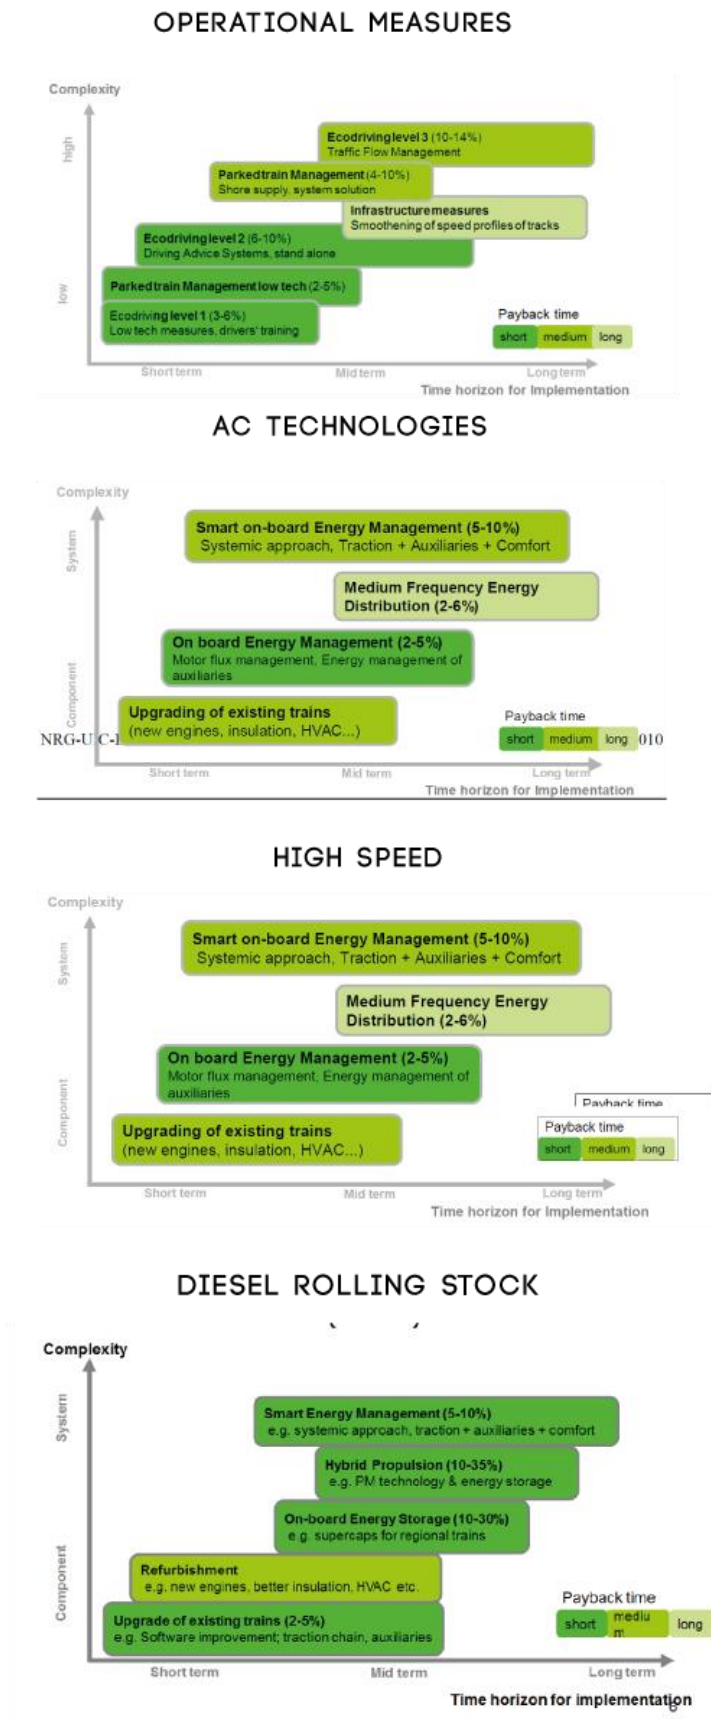 OPERATIONAL MEASURES
Complexity
high
Ecodriving level 3 (10-14%)
Traffic Flow Management
Parked train Management (4-10%)
Shore supply, system solution
Infrastructure measures
Smoothening of speed profiles of tracks
Ecodriving level 2 (6-10%)
Driving Advice Systems, stand alone
low
Parked train Management low tech (2-5%)
Ecodriving level 1 (3-6%)
Low tech measures, drivers' training
Payback time
short medium long
Short term Mid term Long term
Time horizon for Implementation
AC TECHNOLOGIES
Complexity
System
Smart on-board Energy Management (5-10%)
Systemic approach, Traction + Auxiliaries + Comfort
Medium Frequency Energy
Distribution (2-6%)
On board Energy Management (2-5%)
Motor flux management, Energy management of
auxiliaries
Component
Upgrading of existing trains
(new engines, insulation, HVAC...)
Payback time
short medium long
NRG-UIC- 010
Short term Mid term Long term
Time horizon for Implementation
HIGH SPEED
Complexity
System
Smart on-board Energy Management (5-10%)
Systemic approach, Traction + Auxiliaries + Comfort
Medium Frequency Energy
Distribution (2-6%)
On board Energy Management (2-5%)
Motor flux management, Energy management of
auxiliaries
Component
Upgrading of existing trains
(new engines, insulation, HVAC...)
Payback time
Payback time
short medium long
Short term Mid term Long term
Time horizon for Implementation
DIESEL ROLLING STOCK
Complexity
System
Smart Energy Management (5-10%)
e.g. systemic approach, traction + auxiliaries + comfort
Hybrid Propulsion (10-35%)
e.g. PM technology & energy storage
On-board Energy Storage (10-30%)
e.g. supercaps for regional trains
Component
Refurbishment
e.g. new engines, better insulation, HVAC etc.
Upgrade of existing trains (2-5%)
e.g. Software improvement; traction chain, auxiliaries
Payback time
short mediu long
m
Short term Mid term Long term
Time horizon for implementation
6